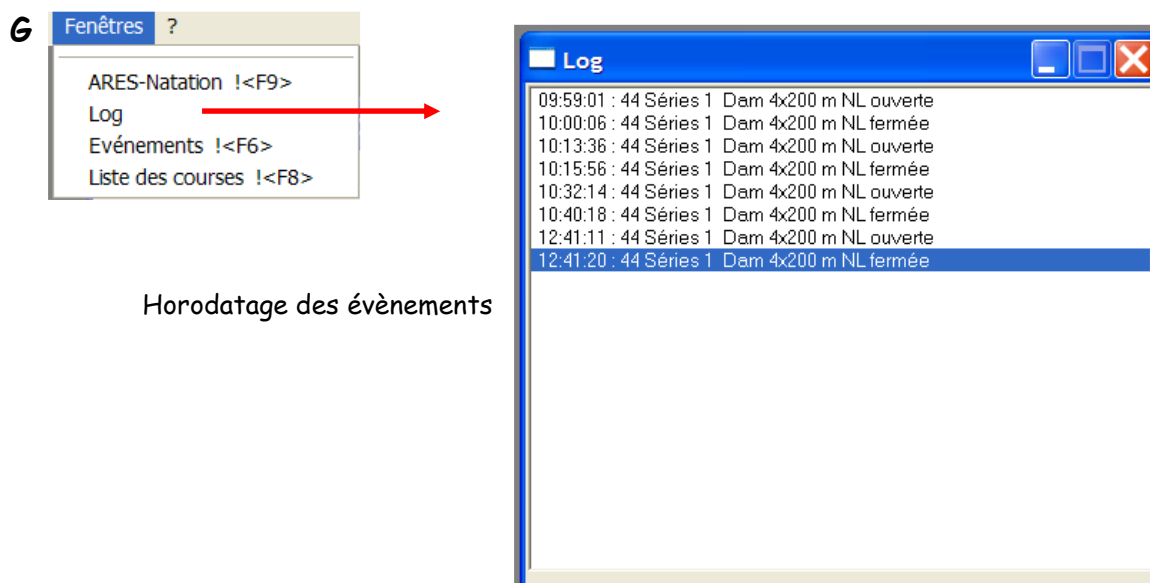 G
Fenêtres ?
ARES-Natation !<F9>
Log
Evénements !<F6>
Liste des courses !<F8>
Log
09:59:01 : 44 Séries 1 Dam 4x200 m NL ouverte
10:00:06 : 44 Séries 1 Dam 4x200 m NL fermée
10:13:36 : 44 Séries 1 Dam 4x200 m NL ouverte
10:15:56 : 44 Séries 1 Dam 4x200 m NL fermée
10:32:14 : 44 Séries 1 Dam 4x200 m NL ouverte
10:40:18 : 44 Séries 1 Dam 4x200 m NL fermée
12:41:11 : 44 Séries 1 Dam 4x200 m NL ouverte
12:41:20 : 44 Séries 1 Dam 4x200 m NL fermée
Horodatage des évènements